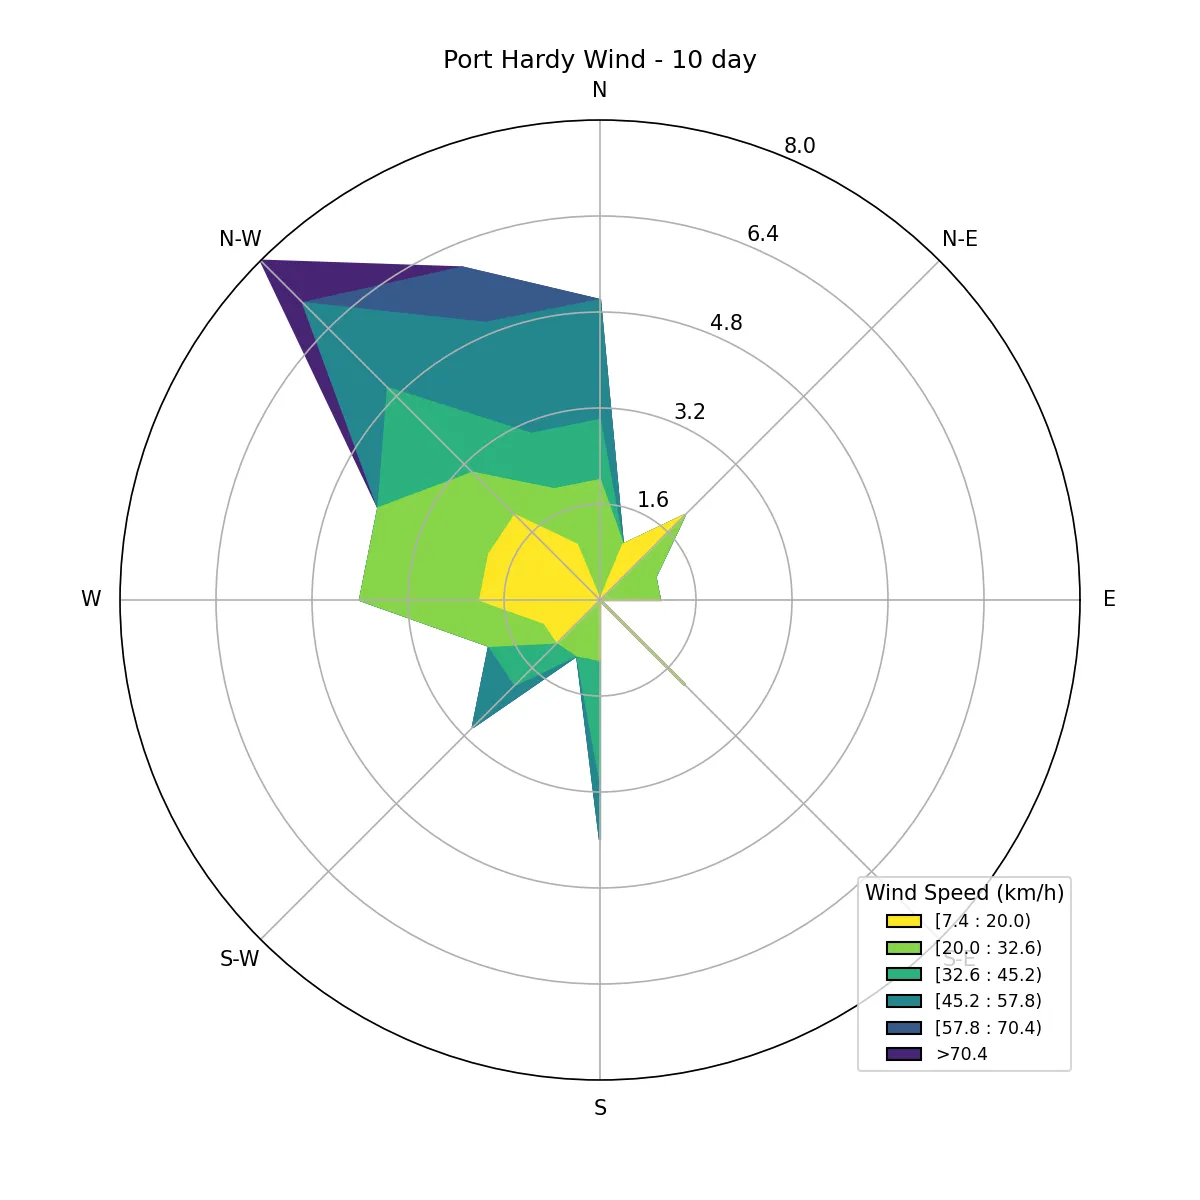 Port Hardy Wind - 10 day
N
8.0
N-W
N-E
6.4
4.8
3.2
1.6
W
E
Wind Speed (km/h)
[7.4 : 20.0)
[20.0 : 32.6)
S-W
S-E
[32.6 : 45.2)
[45.2 : 57.8)
[57.8 : 70.4)
>70.4
S